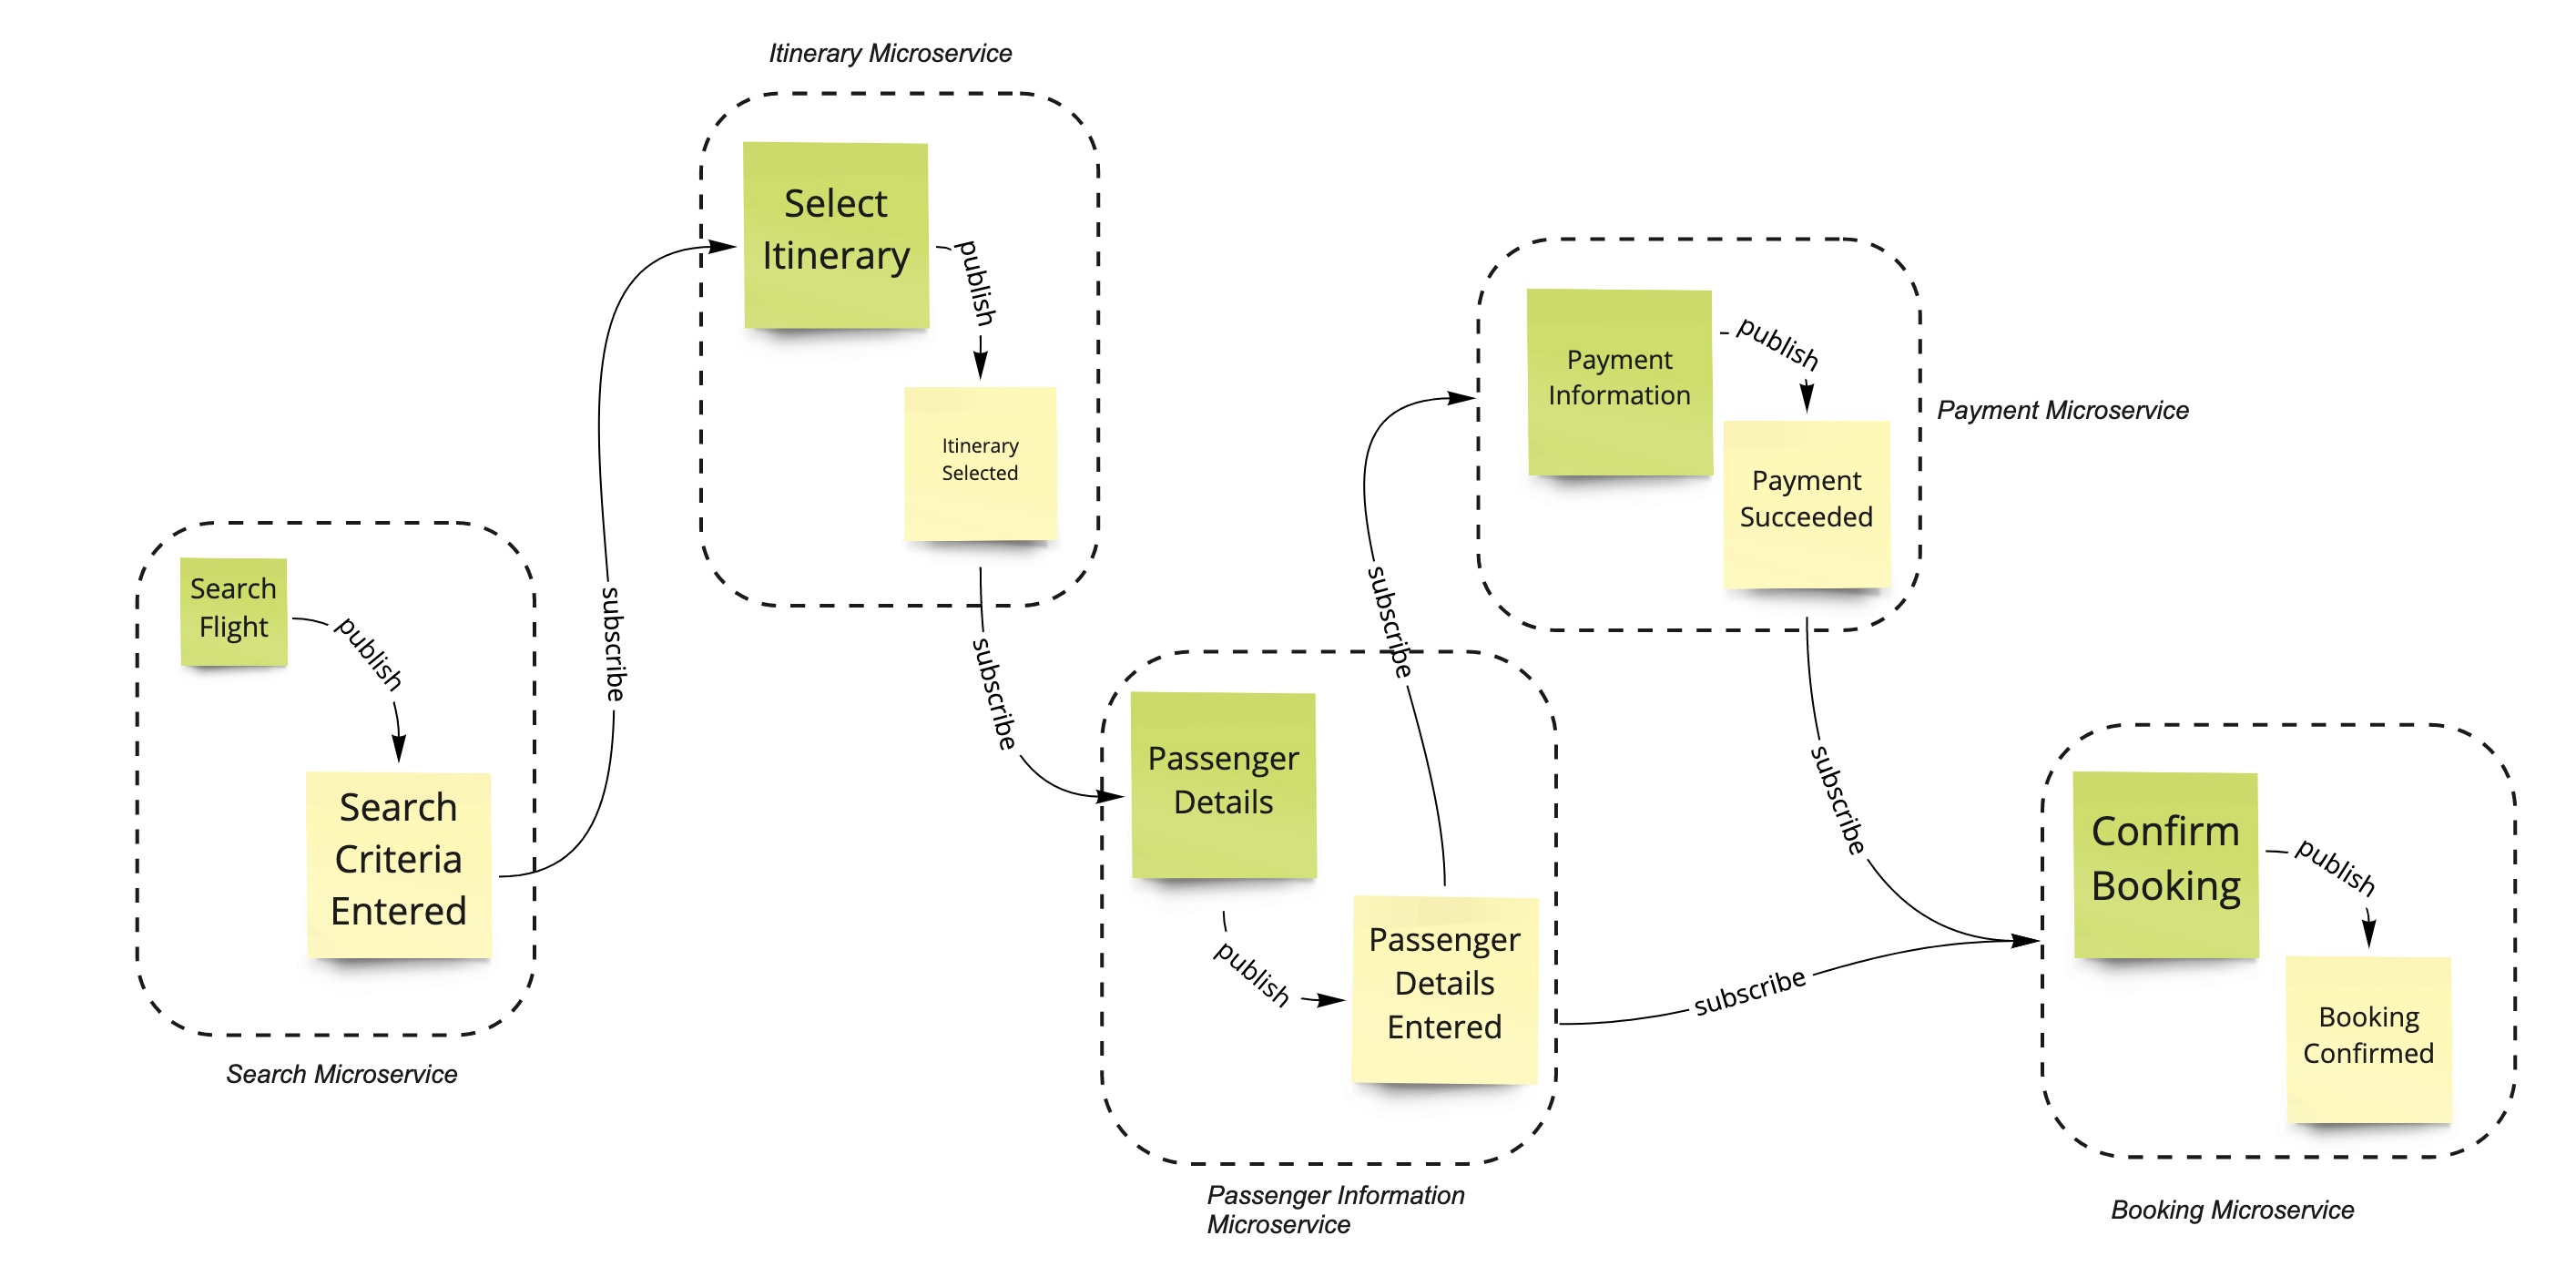 Itinerary Microservice
Select
Itinerary
publish
Itinerary
Selected
subscribe
Search
Flight
publish
Search
Criteria
Entered
Search Microservice
subscribe
Passenger
Details
publish
Passenger
Details
Entered
Passenger Information
Microservice
subscribe
Payment
Information
publish
Payment
Succeeded
Payment Microservice
subscribe
subscribe
Confirm
Booking
publish
Booking
Confirmed
Booking Microservice